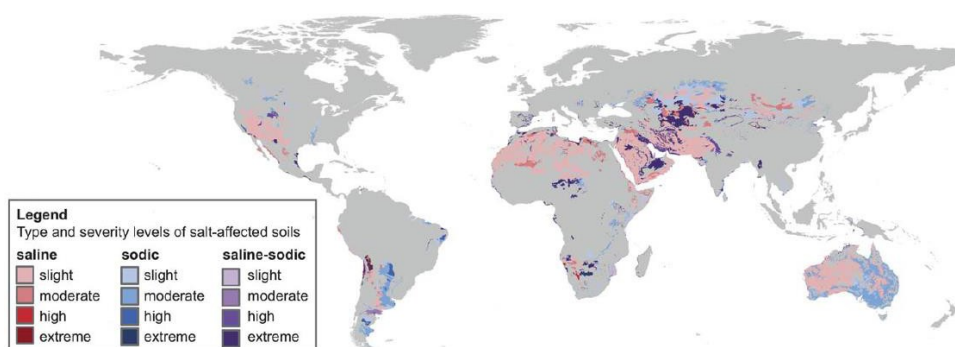 Legend
Type and severity levels of salt-affected soils
saline sodic saline-sodic
slight slight slight
moderate moderate moderate
high high high
extreme extreme extreme